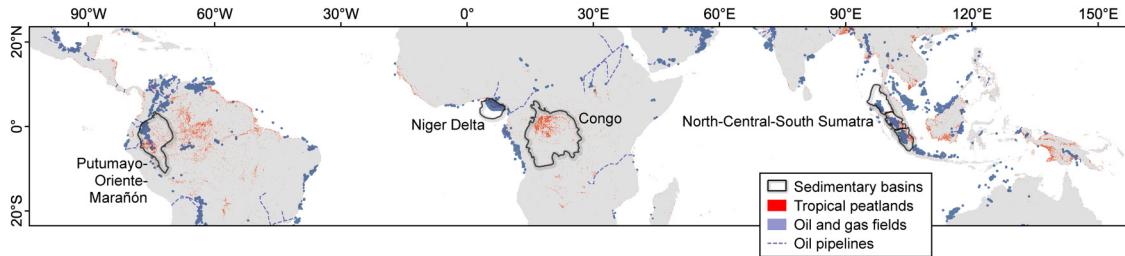 90°W 60°W 30°W 0°E 30°E 60°E 90°E 120°E 150°E
20°N
0°
20°S
Niger Delta
Congo
North-Central-South Sumatra
Putumayo-
Oriente-
Marañón
Sedimentary basins
Tropical peatlands
Oil and gas fields
Oil pipelines